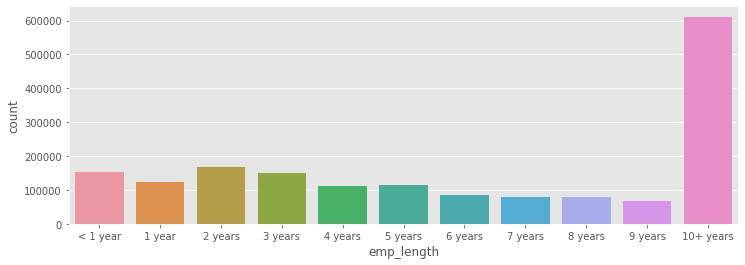 600000
500000
400000
300000
200000
100000
0
count
< 1 year 1 year 2 years 3 years 4 years 5 years 6 years 7 years 8 years 9 years 10+ years
emp_length